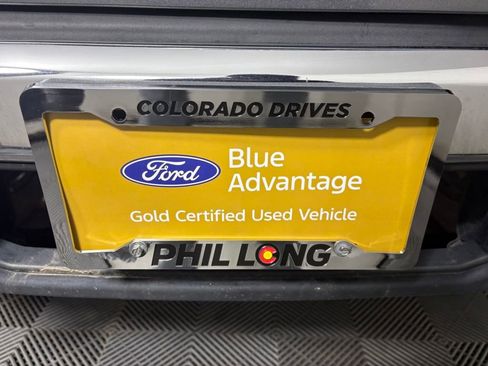 COLORADO DRIVES
Ford
Blue
Advantage
Gold Certified Used Vehicle
PHIL LONG